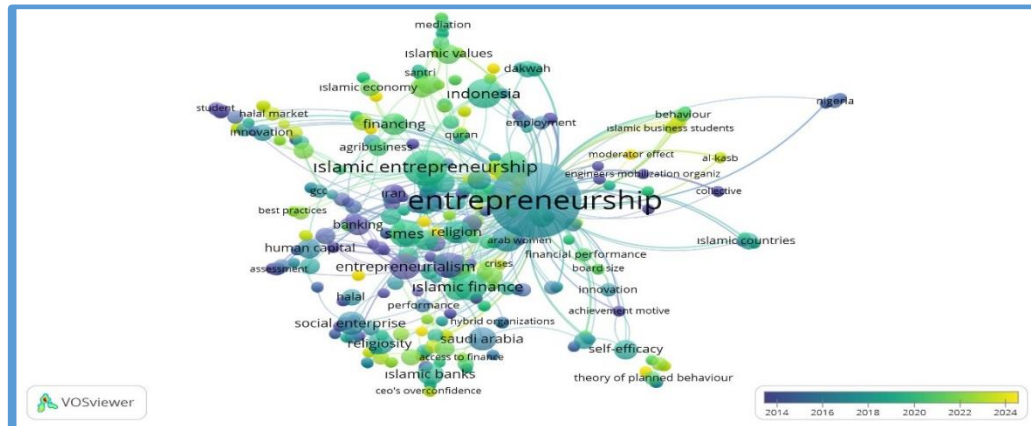 mediation
ıslamic values
dakwah
santri
ıslamic economy
indonesia
nigeria
student
halal market
behaviour
employment
innovation
financing
ıslamic business students
quran
agribusiness
moderator effect
al-kasb
ıslamic entrepreneurship
engineers mobilization organiz
gcc
iran
collective
entrepreneurship
best practices
banking
smes
religion
arab women
ıslamic countries
human capital
financial performance
assessment
entrepreneurialism
crises
board size
ıslamic finance
innovation
halal
performance
achievement motive
social enterprise
hybrid organizations
religiosity
saudi arabia
self-efficacy
access to finance
ıslamic banks
theory of planned behaviour
ceo's overconfidence
VOSviewer
2014 2016 2018 2020 2022 2024